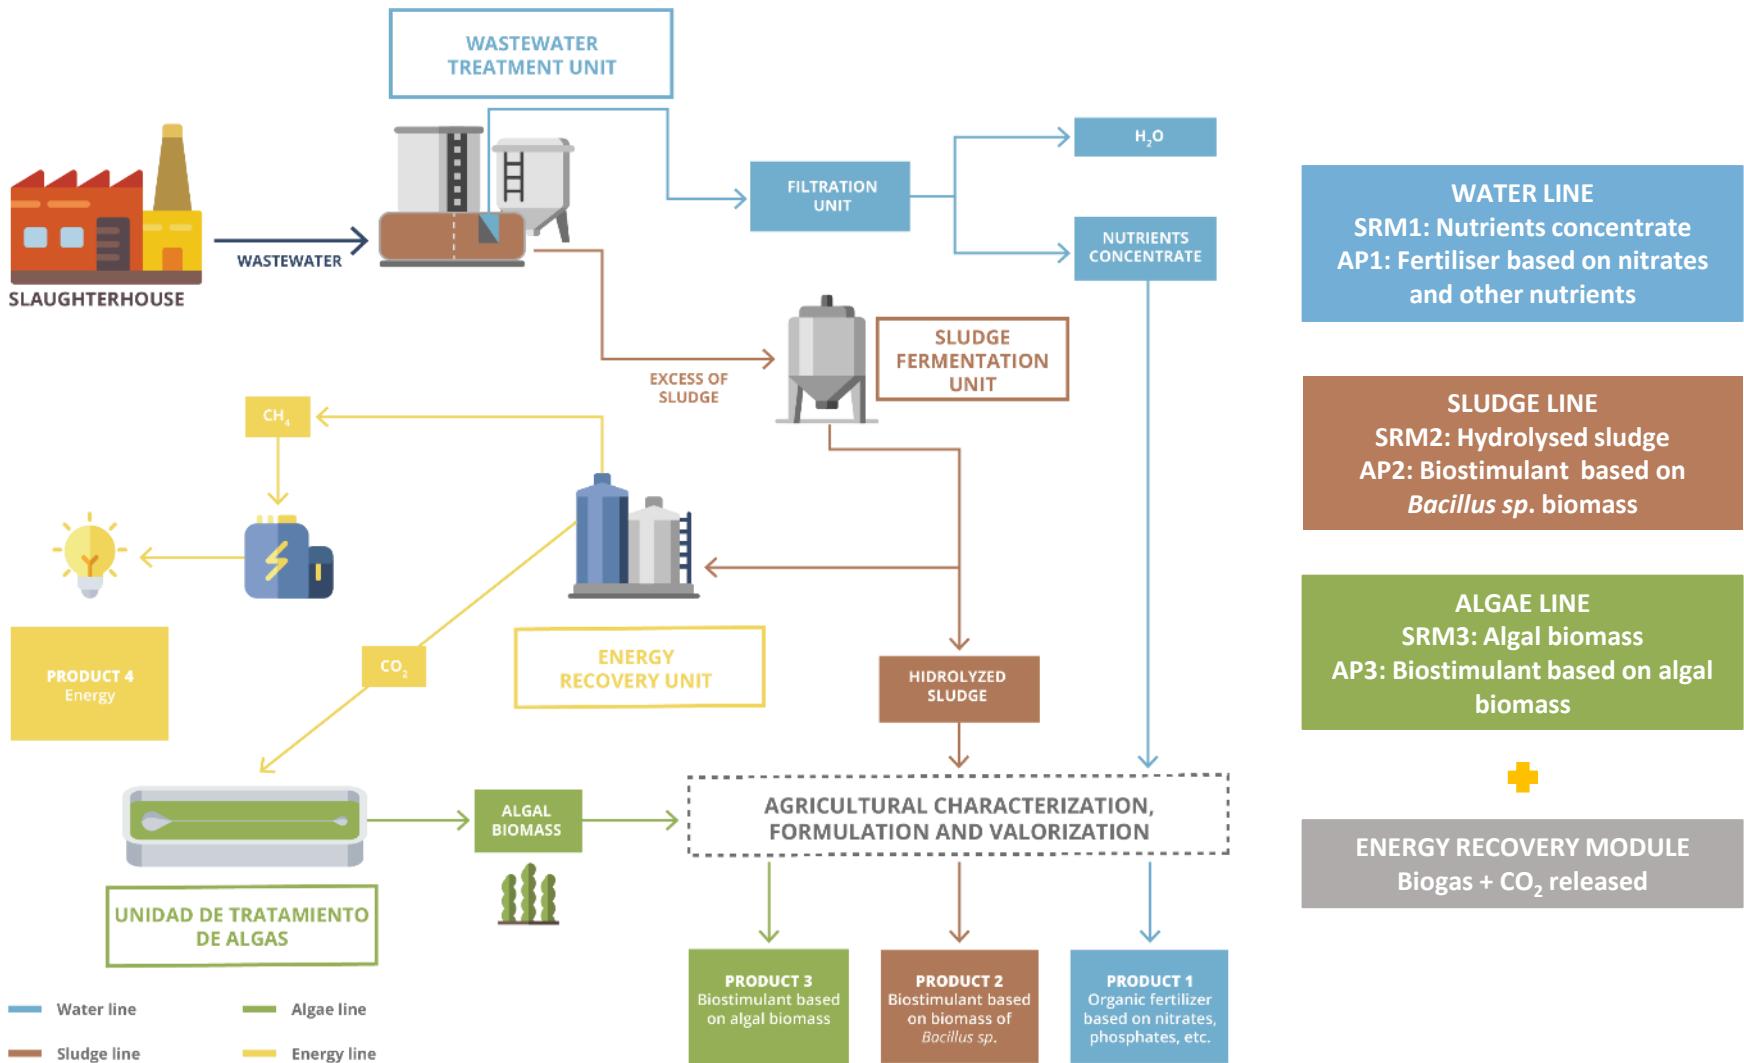 WASTEWATER
TREATMENT UNIT
H₂O
FILTRATION
UNIT
WASTEWATER
NUTRIENTS
CONCENTRATE
SLAUGHTERHOUSE
SLUDGE
FERMENTATION
UNIT
EXCESS OF
SLUDGE
CH₄
ENERGY
RECOVERY UNIT
CO₂
PRODUCT 4
Energy
HIDROLYZED
SLUDGE
ALGAL
BIOMASS
AGRICULTURAL CHARACTERIZATION,
FORMULATION AND VALORIZATION
UNIDAD DE TRATAMIENTO
DE ALGAS
PRODUCT 3
Biostimulant based
on algal biomass
PRODUCT 2
Biostimulant based
on biomass of
Bacillus sp.
PRODUCT 1
Organic fertilizer
based on nitrates,
phosphates, etc.
Water line
Algae line
Sludge line
Energy line
WATER LINE
SRM1: Nutrients concentrate
AP1: Fertiliser based on nitrates
and other nutrients
SLUDGE LINE
SRM2: Hydrolysed sludge
AP2: Biostimulant based on
Bacillus sp. biomass
ALGAE LINE
SRM3: Algal biomass
AP3: Biostimulant based on algal
biomass
ENERGY RECOVERY MODULE
Biogas + CO₂ released